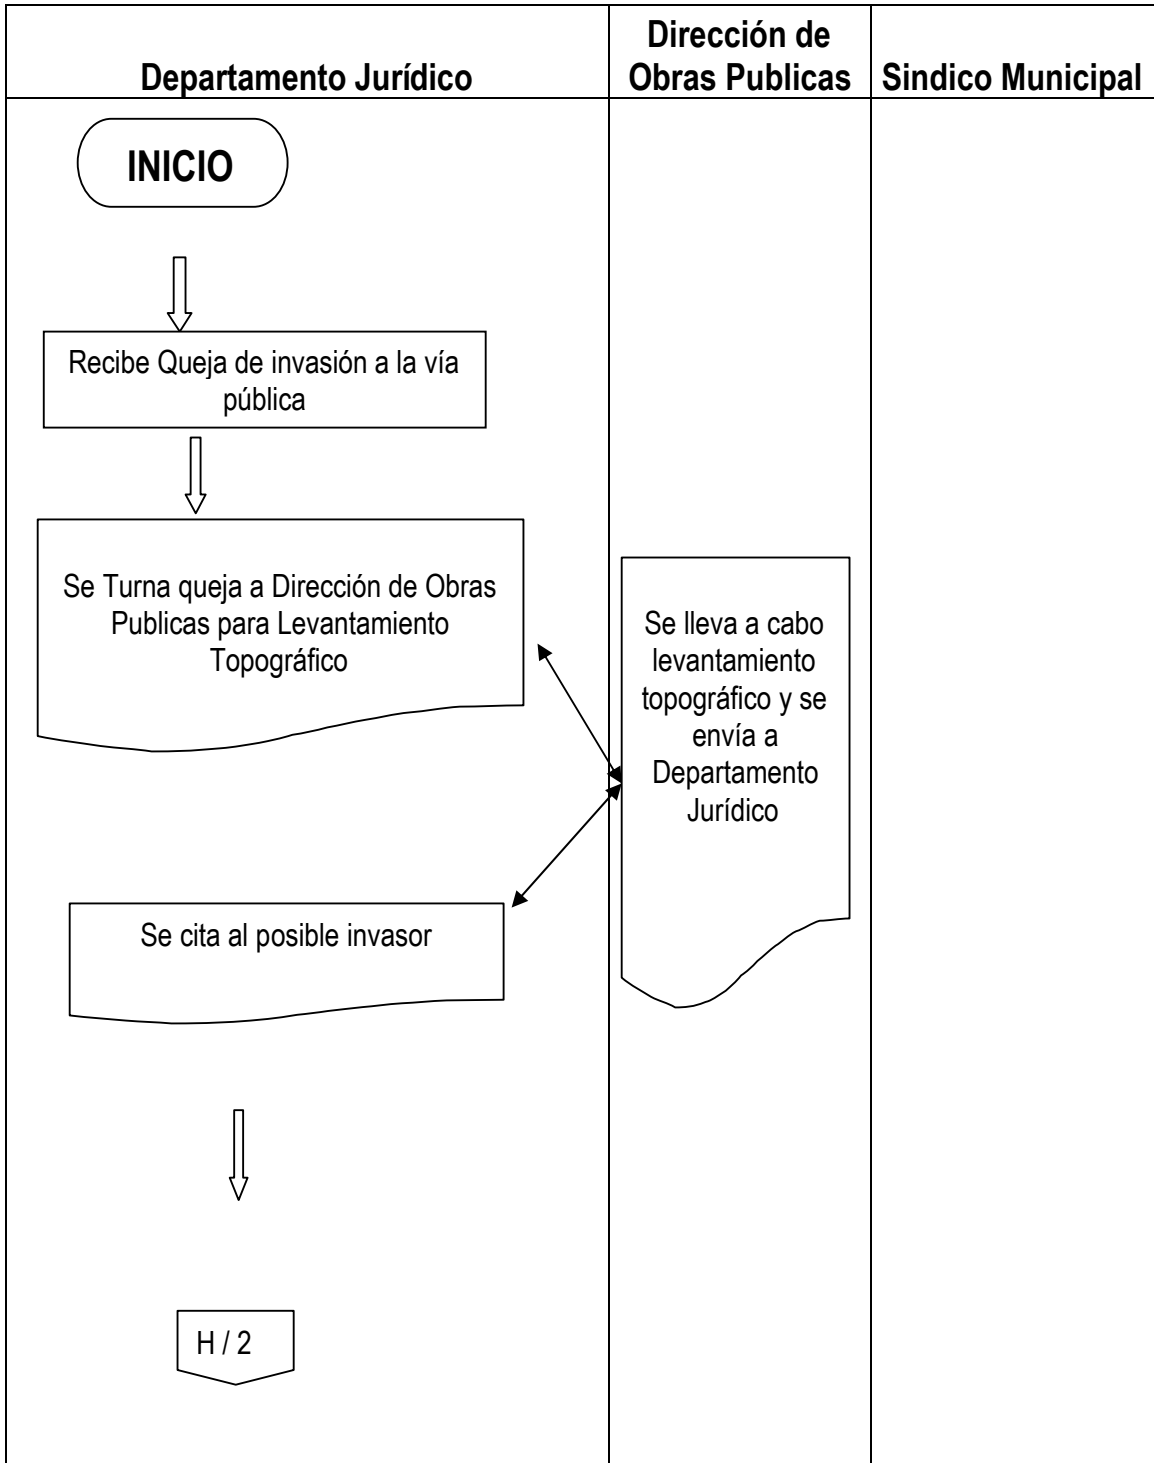 Departamento Jurídico
Dirección de
Obras Publicas
Sindico Municipal
INICIO
Recibe Queja de invasión a la vía
pública
Se Turna queja a Dirección de Obras
Publicas para Levantamiento
Topográfico
Se lleva a cabo
levantamiento
topográfico y se
envía a
Departamento
Jurídico
Se cita al posible invasor
H / 2